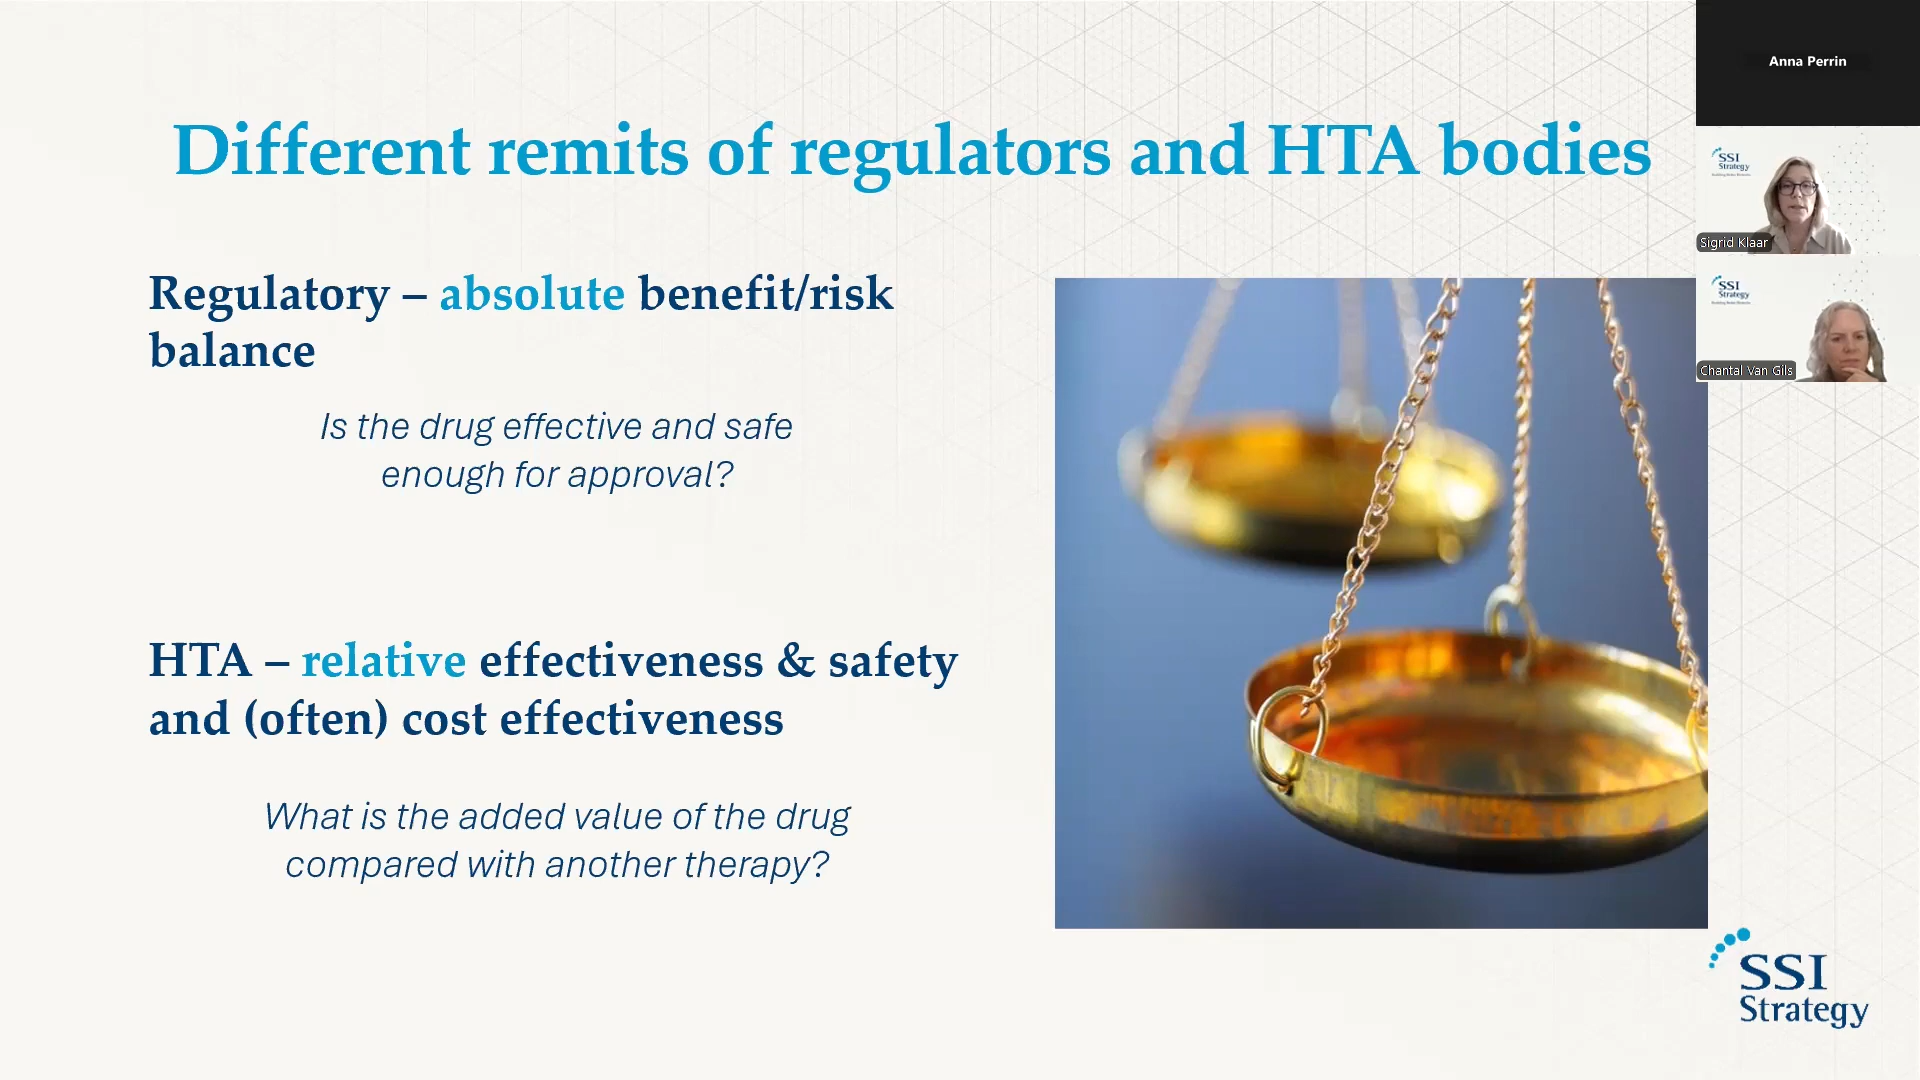 Different remits of regulators and HTA bodies
Regulatory – absolute benefit/risk
balance
Is the drug effective and safe
enough for approval?
HTA – relative effectiveness & safety
and (often) cost effectiveness
What is the added value of the drug
compared with another therapy?
Anna Perrin
SSI
Strategy
Sigrid Klaar
SSI
Strategy
Chantal Van Gils
SSI
Strategy